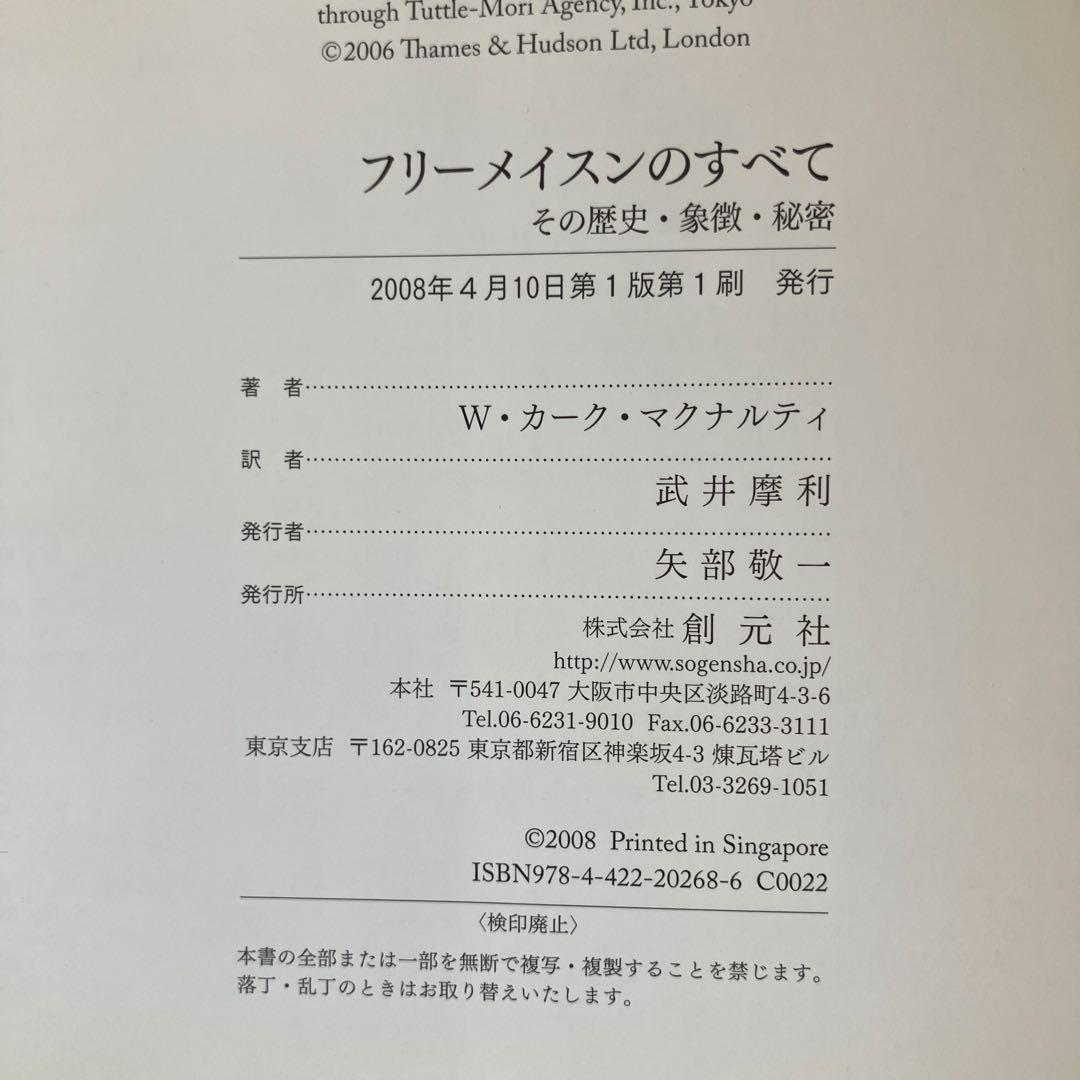 through Tuttle-Mori Agency, Inc., Tokyo
©2006 Thames & Hudson Ltd, London
フリーメイスンのすべて
その歴史・象徴・秘密
2008年4月10日第1版第1刷　発行
著　者
W・カーク・マクナルティ
訳　者
武井摩利
発行者
矢部敬一
発行所
株式会社 創元社
http://www.sogensha.co.jp/
本社 〒541-0047 大阪市中央区淡路町4-3-6
Tel.06-6231-9010 Fax.06-6233-3111
東京支店 〒162-0825 東京都新宿区神楽坂4-3 煉瓦塔ビル
Tel.03-3269-1051
©2008 Printed in Singapore
ISBN978-4-422-20268-6 C0022
〈検印廃止〉
本書の全部または一部を無断で複写・複製することを禁じます。
落丁・乱丁のときはお取り替えいたします。